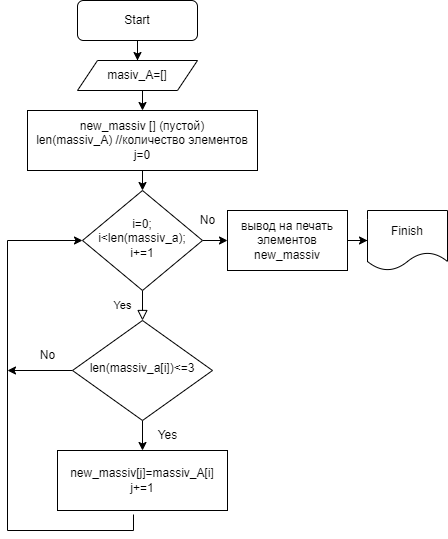 Start
masiv_A=[]
new_massiv [] (пустой)
len(massiv_A) //количество элементов
j=0
i=0;
i<len(massiv_a);
i+=1
No
вывод на печать
элементов
new_massiv
Finish
Yes
len(massiv_a[i])<=3
No
Yes
new_massiv[j]=massiv_A[i]
j+=1